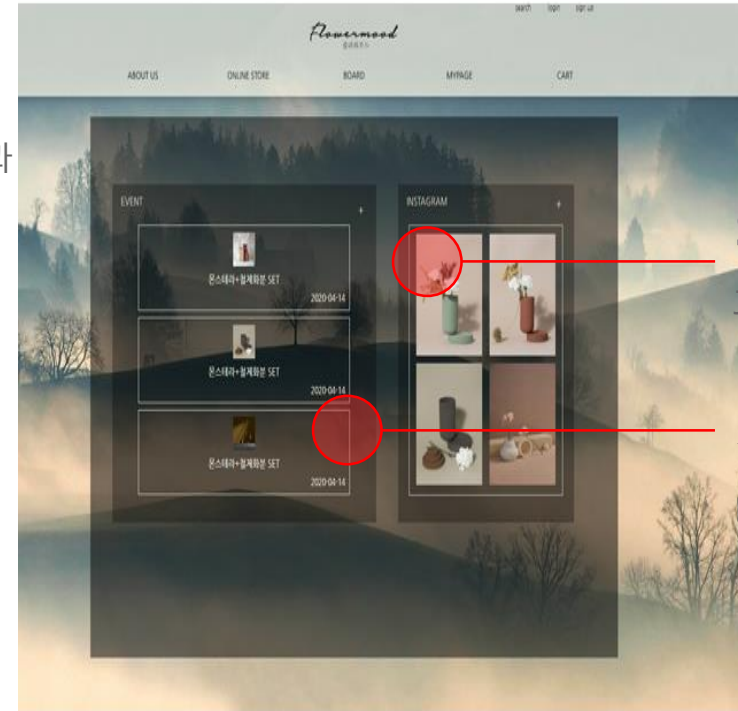 search login sign up
Flowermood
ABOUT US ONLINE STORE BOARD MYPAGE CART
과
EVENT +
몬스테라+철제화분 SET
2020-04-14
몬스테라+철제화분 SET
2020-04-14
몬스테라+철제화분 SET
2020-04-14
INSTAGRAM +